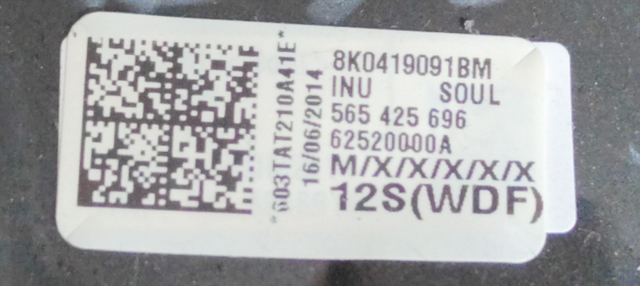 *603TAT210A41E*
16/06/2014
8K0419091BM
INU SOUL
565 425 696
62520000A
M/X/X/X/X/X
12S(WDF)